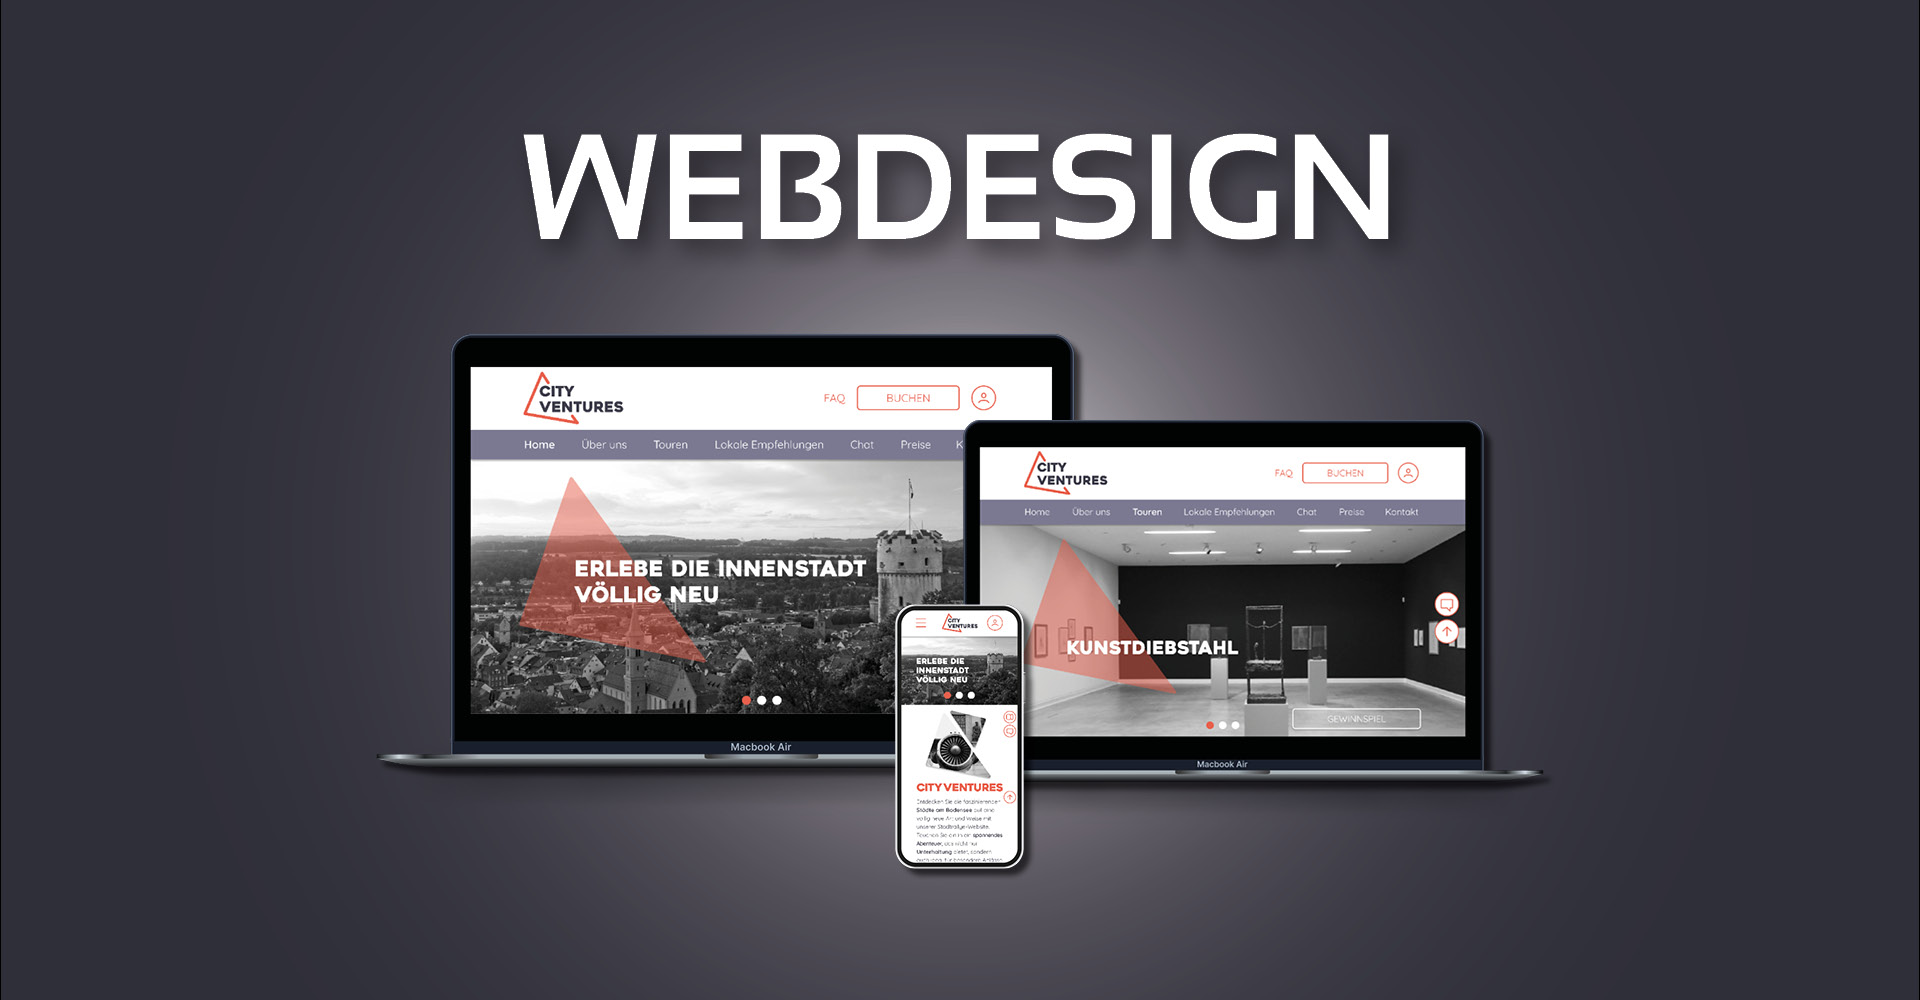 WEBDESIGN
CITY
VENTURES
FAQ BUCHEN
Home Über uns Touren Lokale Empfehlungen Chat Preise K
ERLEBE DIE INNENSTADT
VÖLLIG NEU
Macbook Air
CITY
VENTURES
FAQ BUCHEN
Home Über uns Touren Lokale Empfehlungen Chat Preise Kontakt
KUNSTDIEBSTAHL
GEWINNSPIEL
Macbook Air
CITY
VENTURES
ERLEBE DIE
INNENSTADT
VÖLLIG NEU
CITY VENTURES
Entdecken Sie die faszinierenden
Städte am Bodensee auf eine
völlig neue Art und Weise mit
unserer Stadtrallye-Website.
Tauchen Sie ein in ein spannendes
Abenteuer, das nicht nur
Unterhaltung bietet, sondern